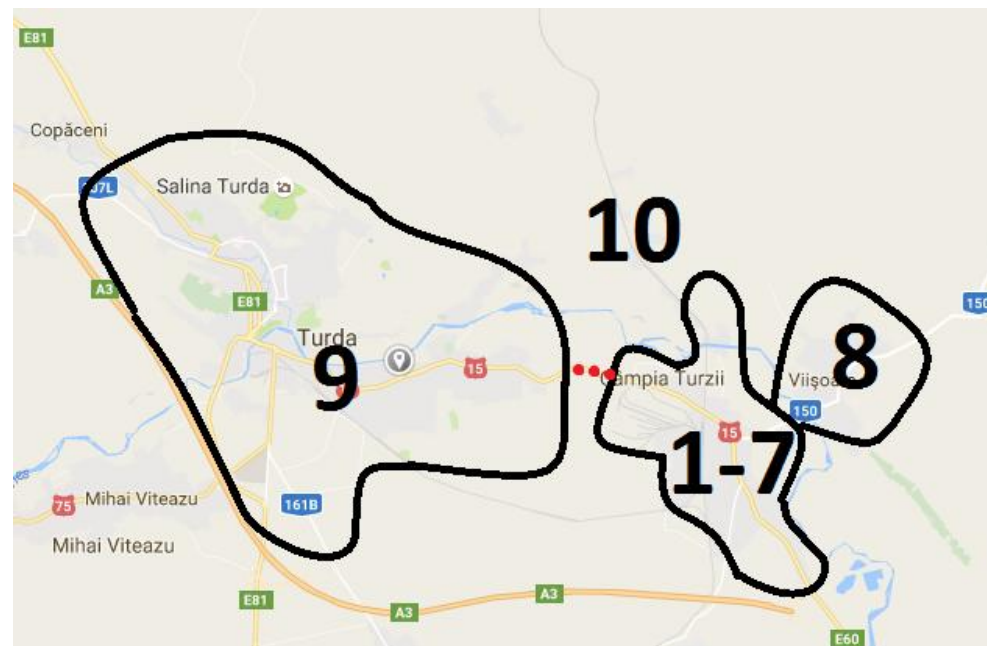 E81
Copăceni
107L
Salina Turda
10
A3
E81
150
Turda
9
15
8
Câmpia Turzii
Viișoara
150
15
1-7
75
Mihai Viteazu
161B
Mihai Viteazu
E81
A3
A3
E60